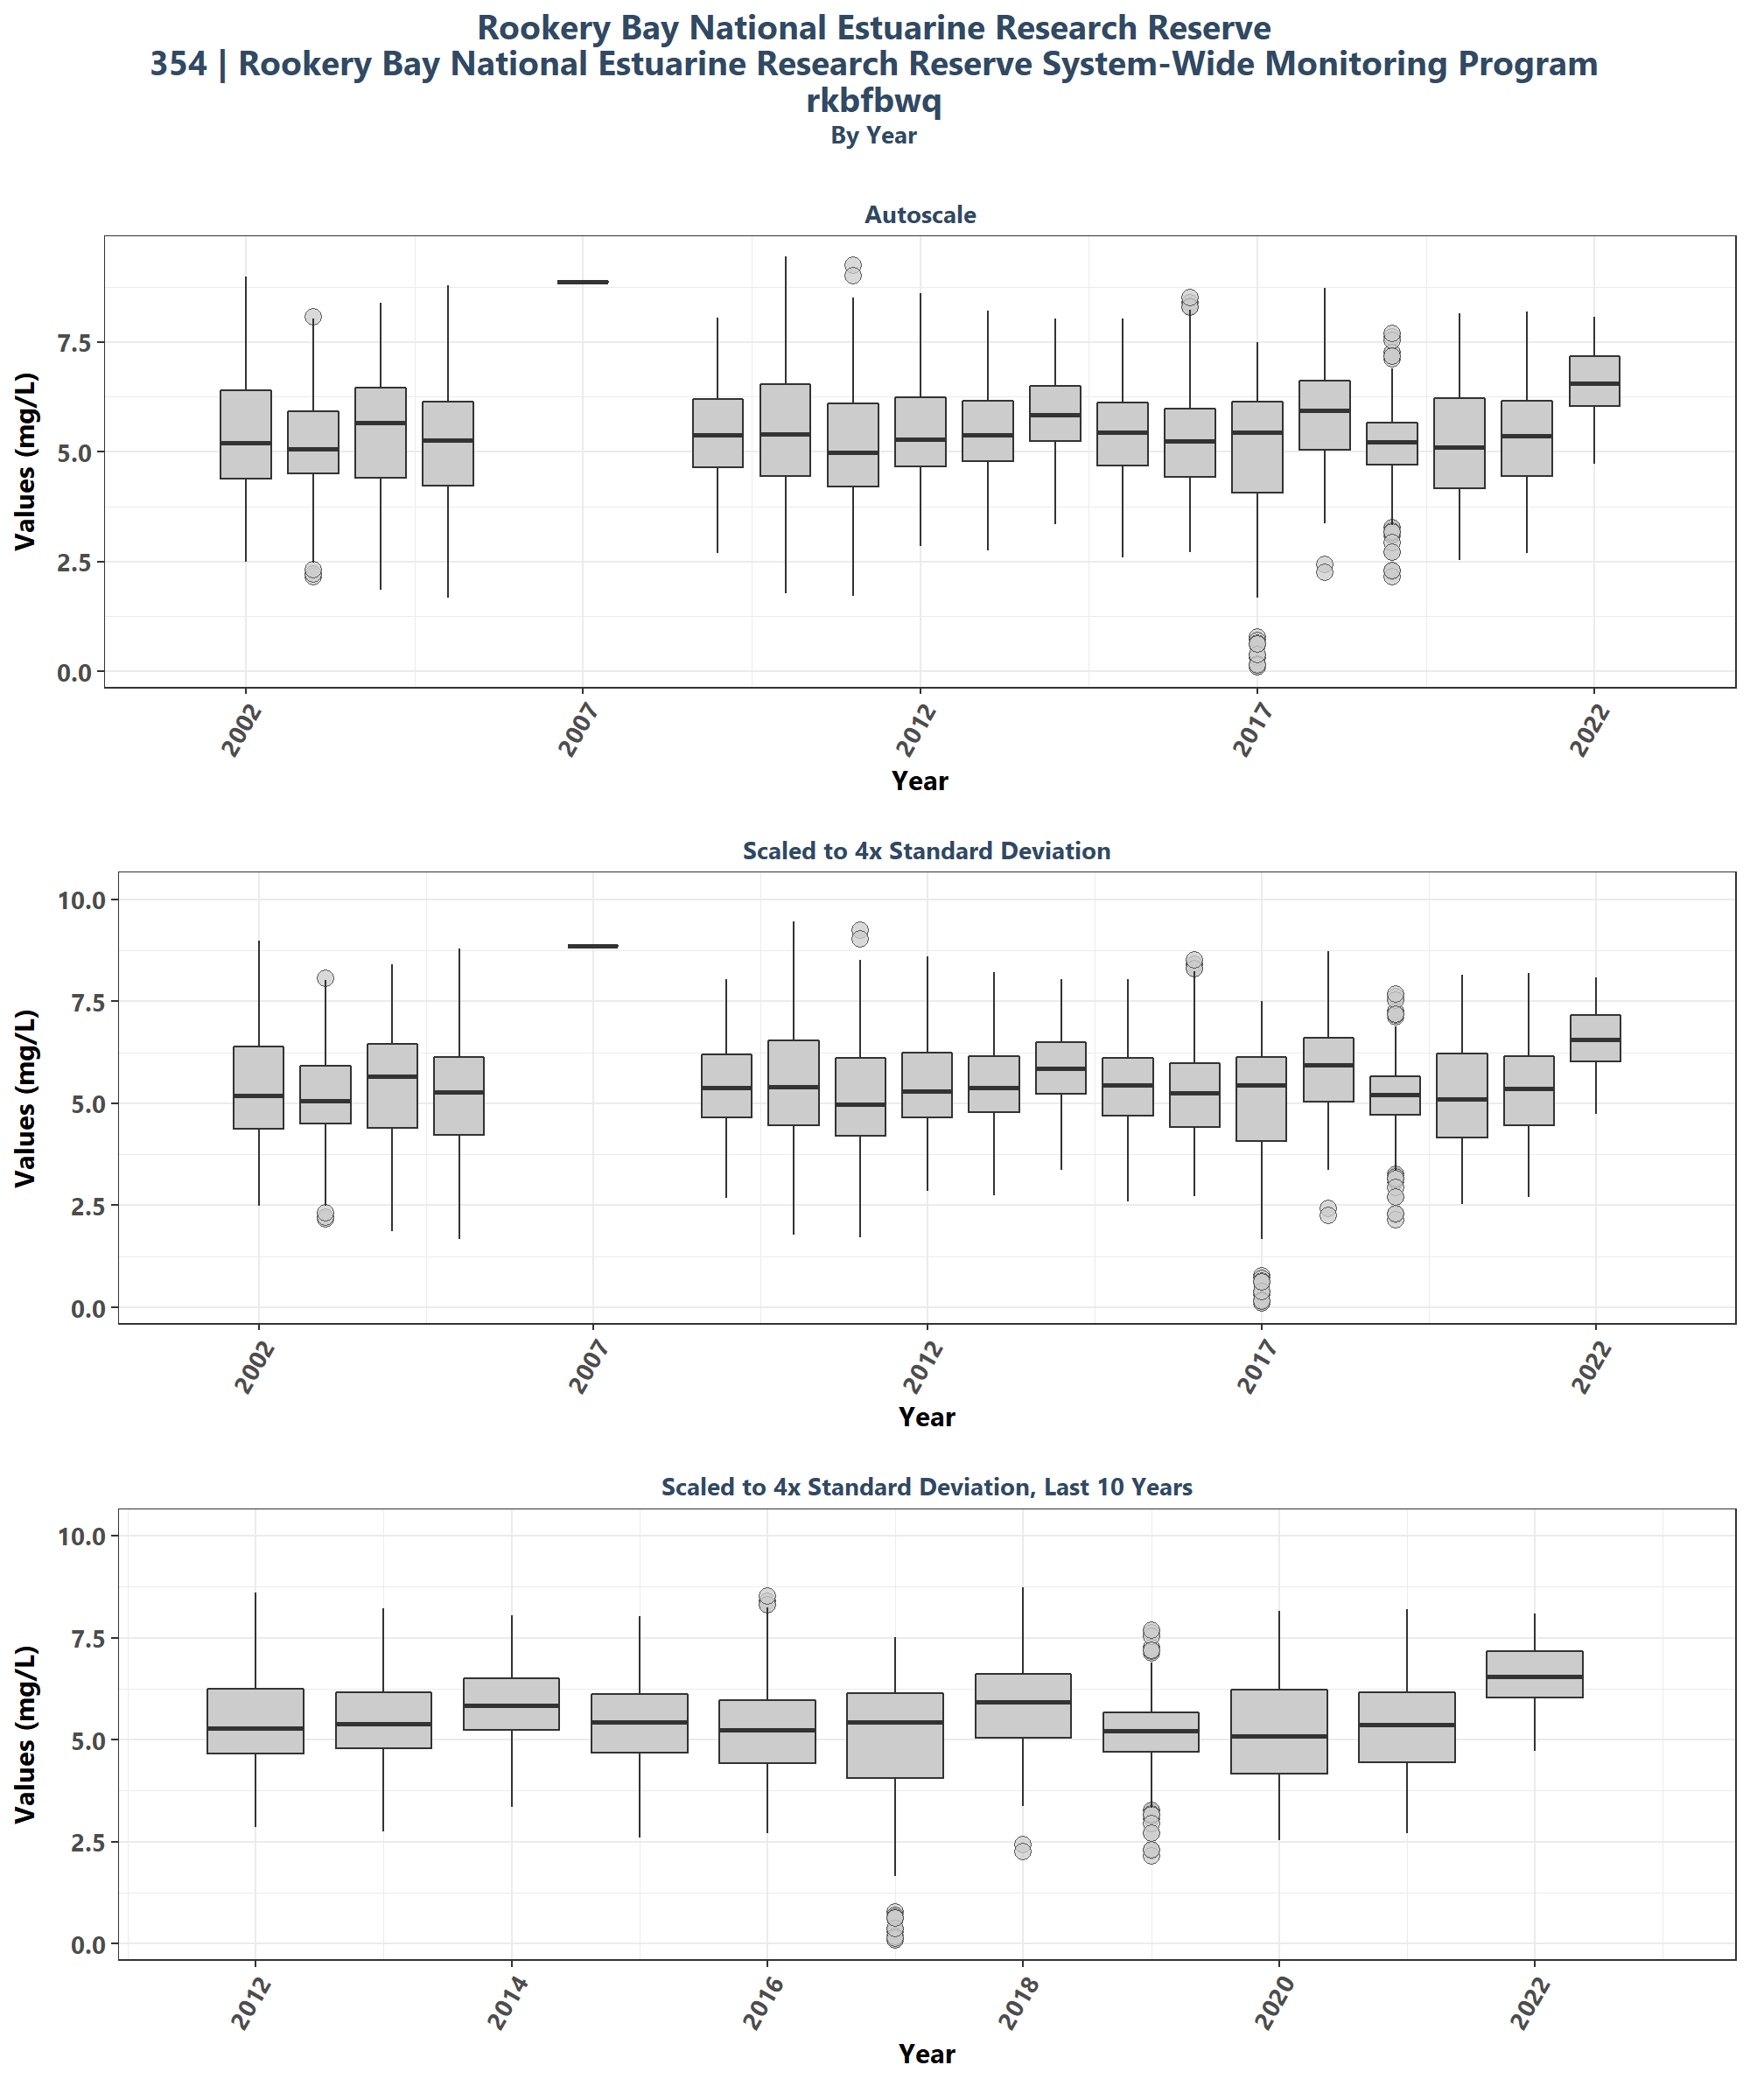 Rookery Bay National Estuarine Research Reserve
354 | Rookery Bay National Estuarine Research Reserve System-Wide Monitoring Program
rkbfbwq
By Year
Autoscale
Values (mg/L)
7.5
5.0
2.5
0.0
2002 2007 2012 2017 2022
Year
Scaled to 4x Standard Deviation
Values (mg/L)
10.0
7.5
5.0
2.5
0.0
2002 2007 2012 2017 2022
Year
Scaled to 4x Standard Deviation, Last 10 Years
Values (mg/L)
10.0
7.5
5.0
2.5
0.0
2012 2014 2016 2018 2020 2022
Year